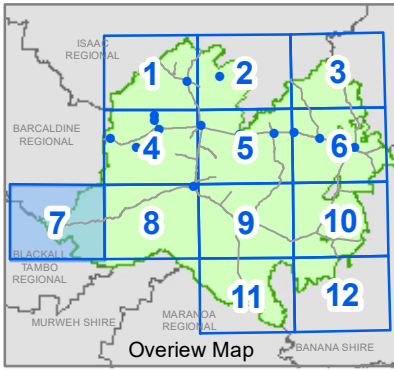 ISAAC
REGIONAL
1
2
3
BARCALDINE
REGIONAL
4
5
6
7
8
9
10
BLACKALL
TAMBO
REGIONAL
11
12
MURWEH SHIRE
MARANOA
REGIONAL
Overiew Map
BANANA SHIRE